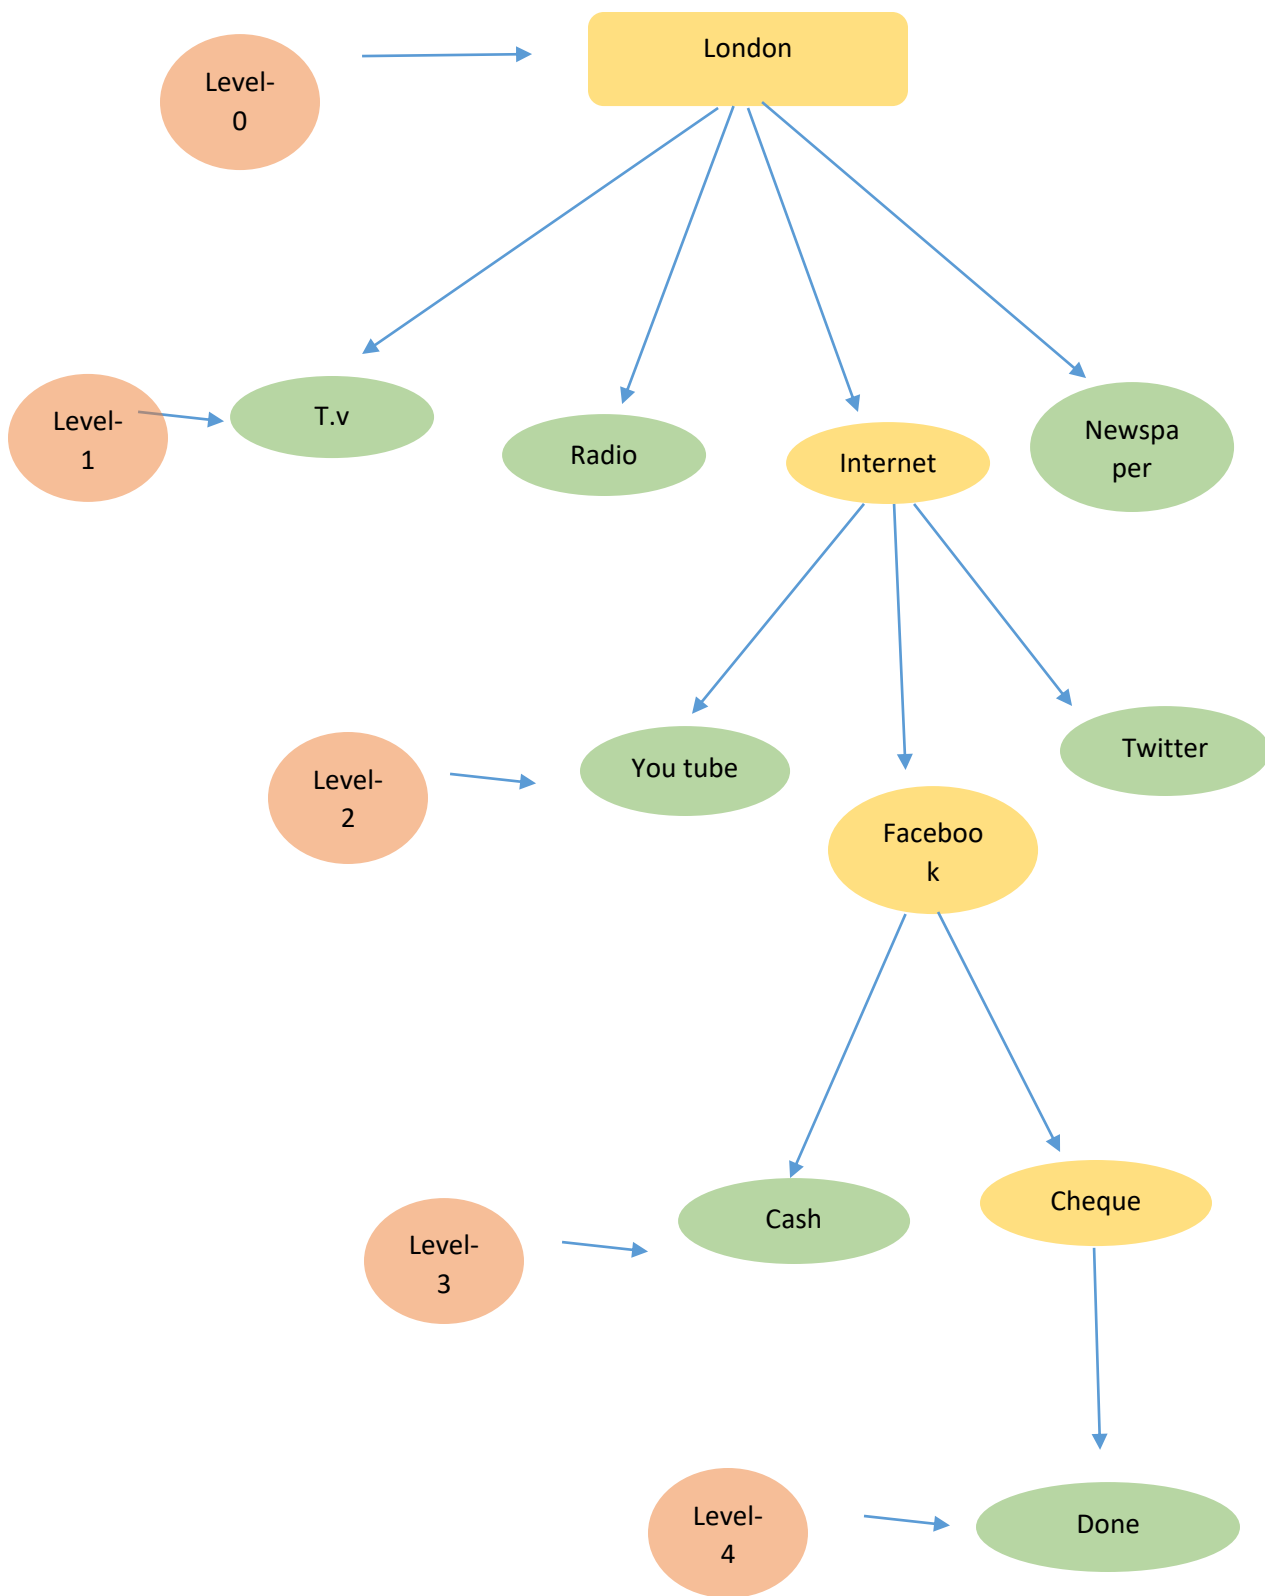 London
Level-
0
T.v
Level-
1
Radio
Internet
Newspa
per
You tube
Twitter
Level-
2
Faceboo
k
Cash
Cheque
Level-
3
Level-
4
Done